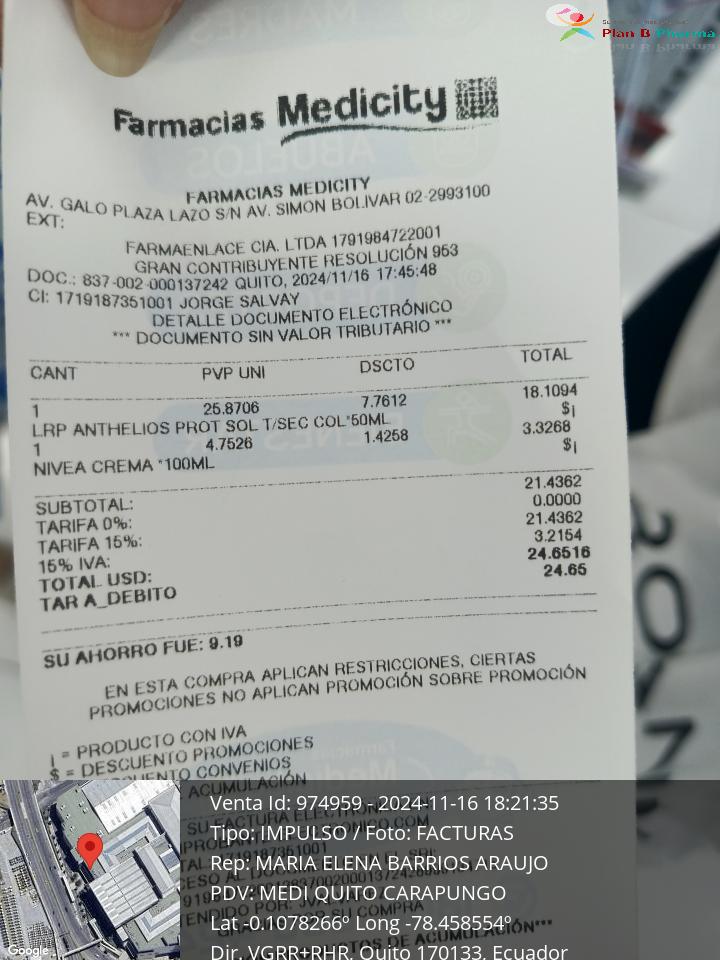 Plan B Pharma
Farmacias Medicity
FARMACIAS MEDICITY
AV. GALO PLAZA LAZO S/N AV. SIMON BOLIVAR 02-2993100
EXT:
FARMAENLACE CIA. LTDA 1791984722001
GRAN CONTRIBUYENTE RESOLUCIÓN 953
DOC.: 837-002-000137242 QUITO, 2024/11/16 17:45:48
CI: 1719187351001 JORGE SALVAY
DETALLE DOCUMENTO ELECTRÓNICO
*** DOCUMENTO SIN VALOR TRIBUTARIO ***
CANT PVP UNI DSCTO TOTAL
1 25.8706 7.7612 18.1094
LRP ANTHELIOS PROT SOL T/SEC COL*50ML $¡
1 4.7526 1.4258 3.3268
NIVEA CREMA *100ML $¡
SUBTOTAL: 21.4362
TARIFA 0%: 0.0000
TARIFA 15%: 21.4362
15% IVA: 3.2154
TOTAL USD: 24.6516
TAR A_DEBITO 24.65
SU AHORRO FUE: 9.19
EN ESTA COMPRA APLICAN RESTRICCIONES, CIERTAS
PROMOCIONES NO APLICAN PROMOCIÓN SOBRE PROMOCIÓN
¡ = PRODUCTO CON IVA
$ = DESCUENTO PROMOCIONES
CONVENIOS
ACUMULACIÓN
Venta Id: 974959 - 2024-11-16 18:21:35
Tipo: IMPULSO / Foto: FACTURAS
Rep: MARIA ELENA BARRIOS ARAUJO
PDV: MEDI QUITO CARAPUNGO
Lat -0.1078266º Long -78.458554º
Dir. VGRR+RHR, Quito 170133, Ecuador
Google